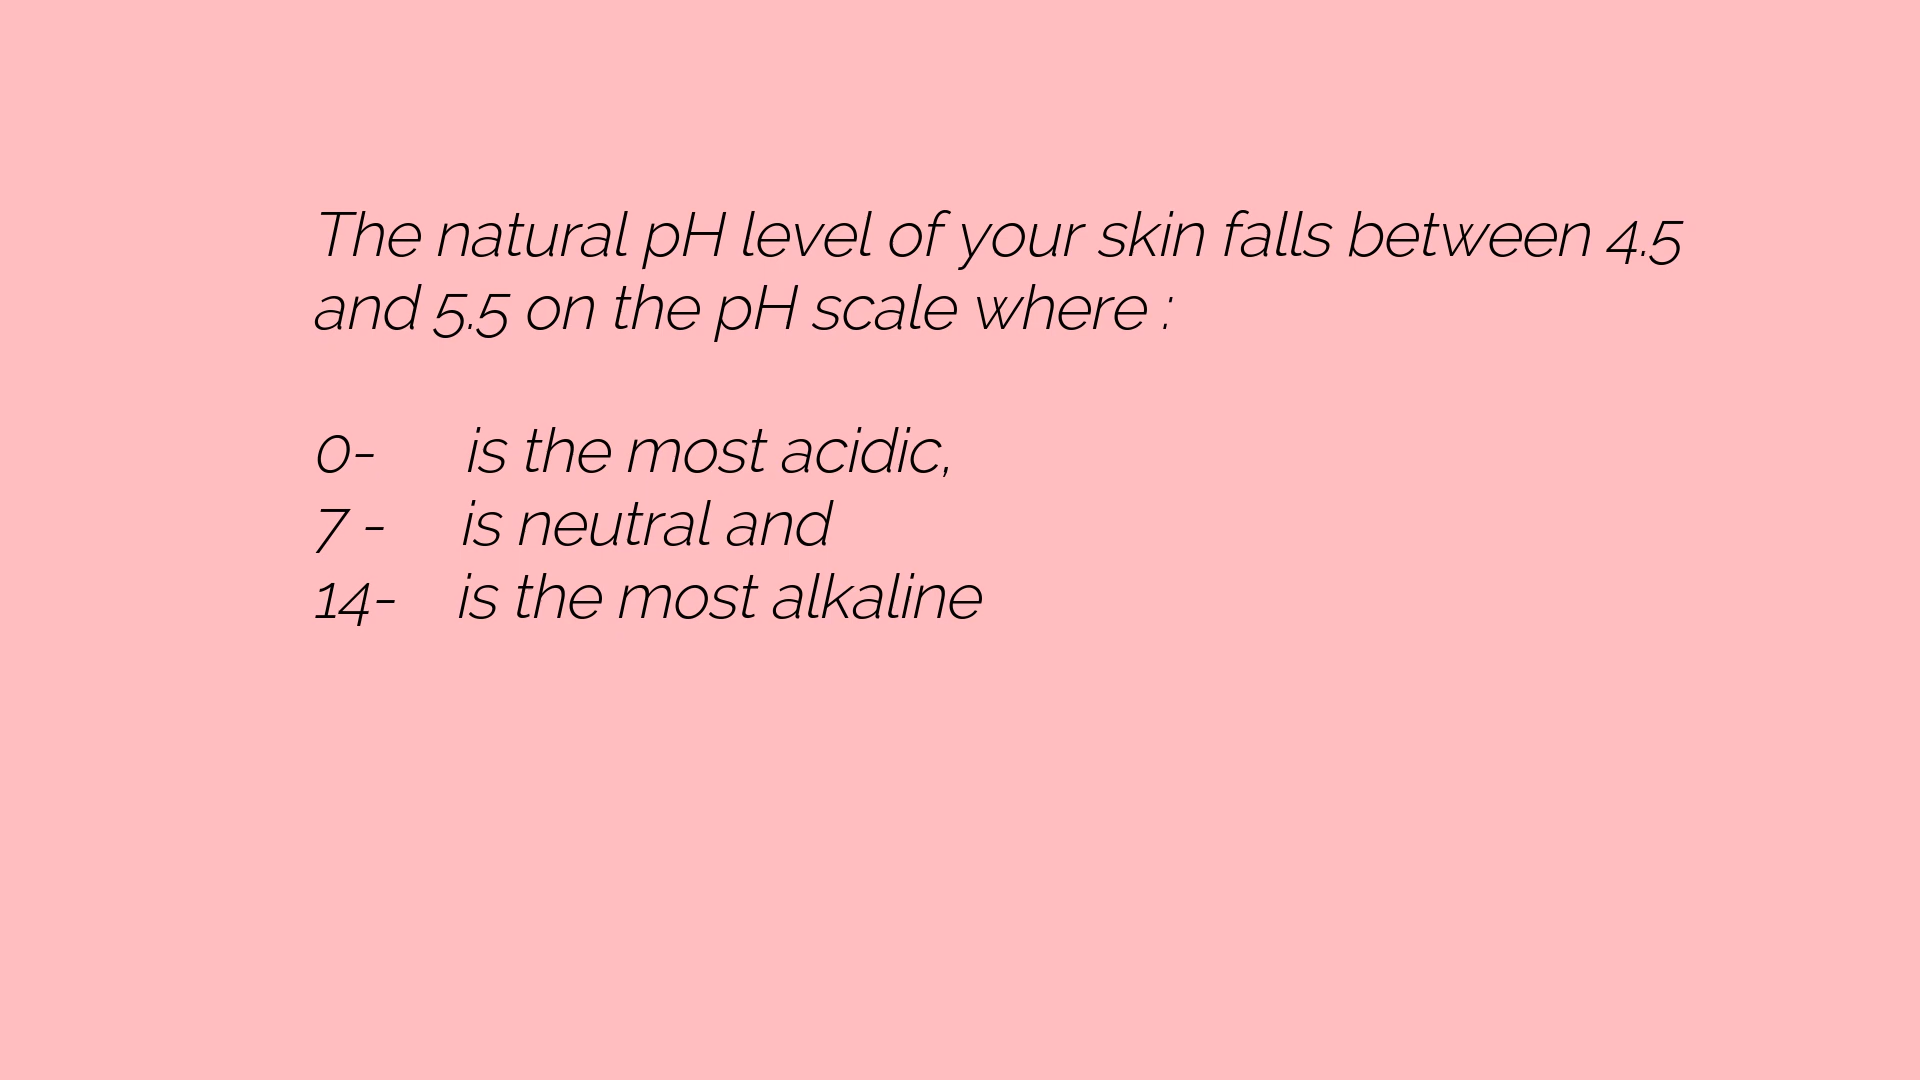 The natural pH level of your skin falls between 4.5
and 5.5 on the pH scale where :
0- is the most acidic,
7 - is neutral and
14- is the most alkaline